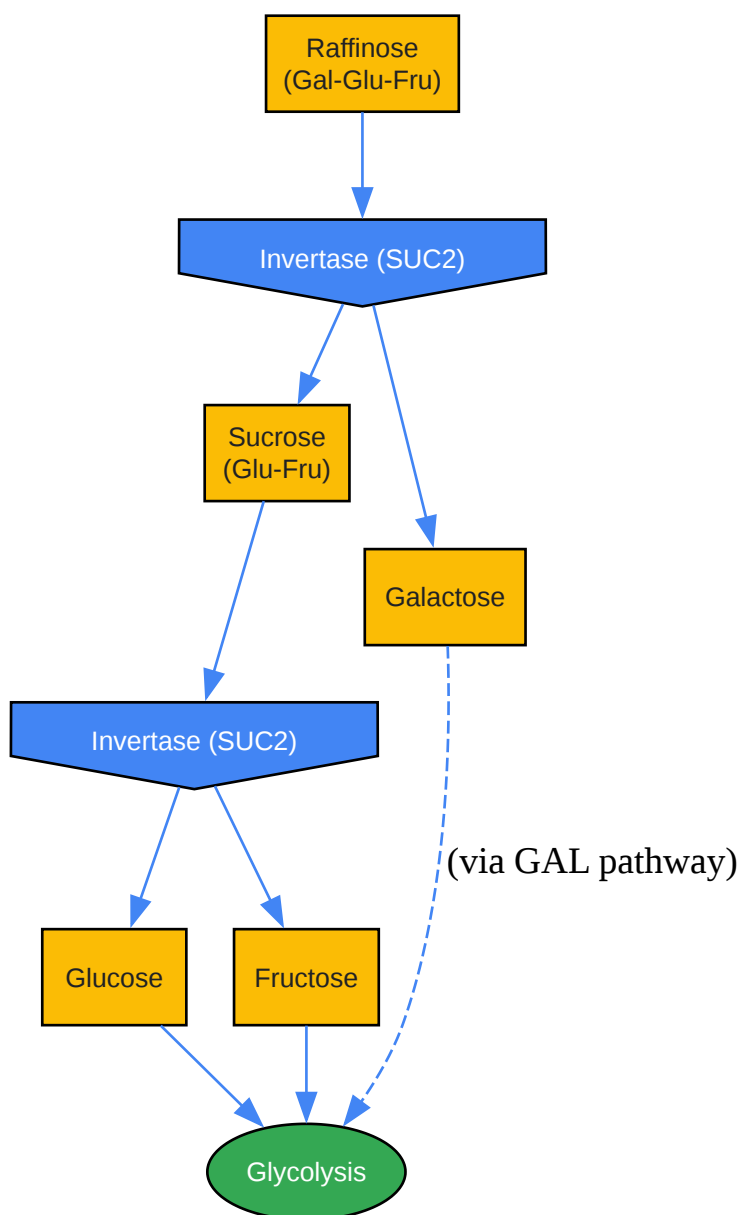 Raffinose
(Gal-Glu-Fru)
Invertase (SUC2)
Sucrose
(Glu-Fru)
Galactose
Invertase (SUC2)
(via GAL pathway)
Glucose
Fructose
Glycolysis